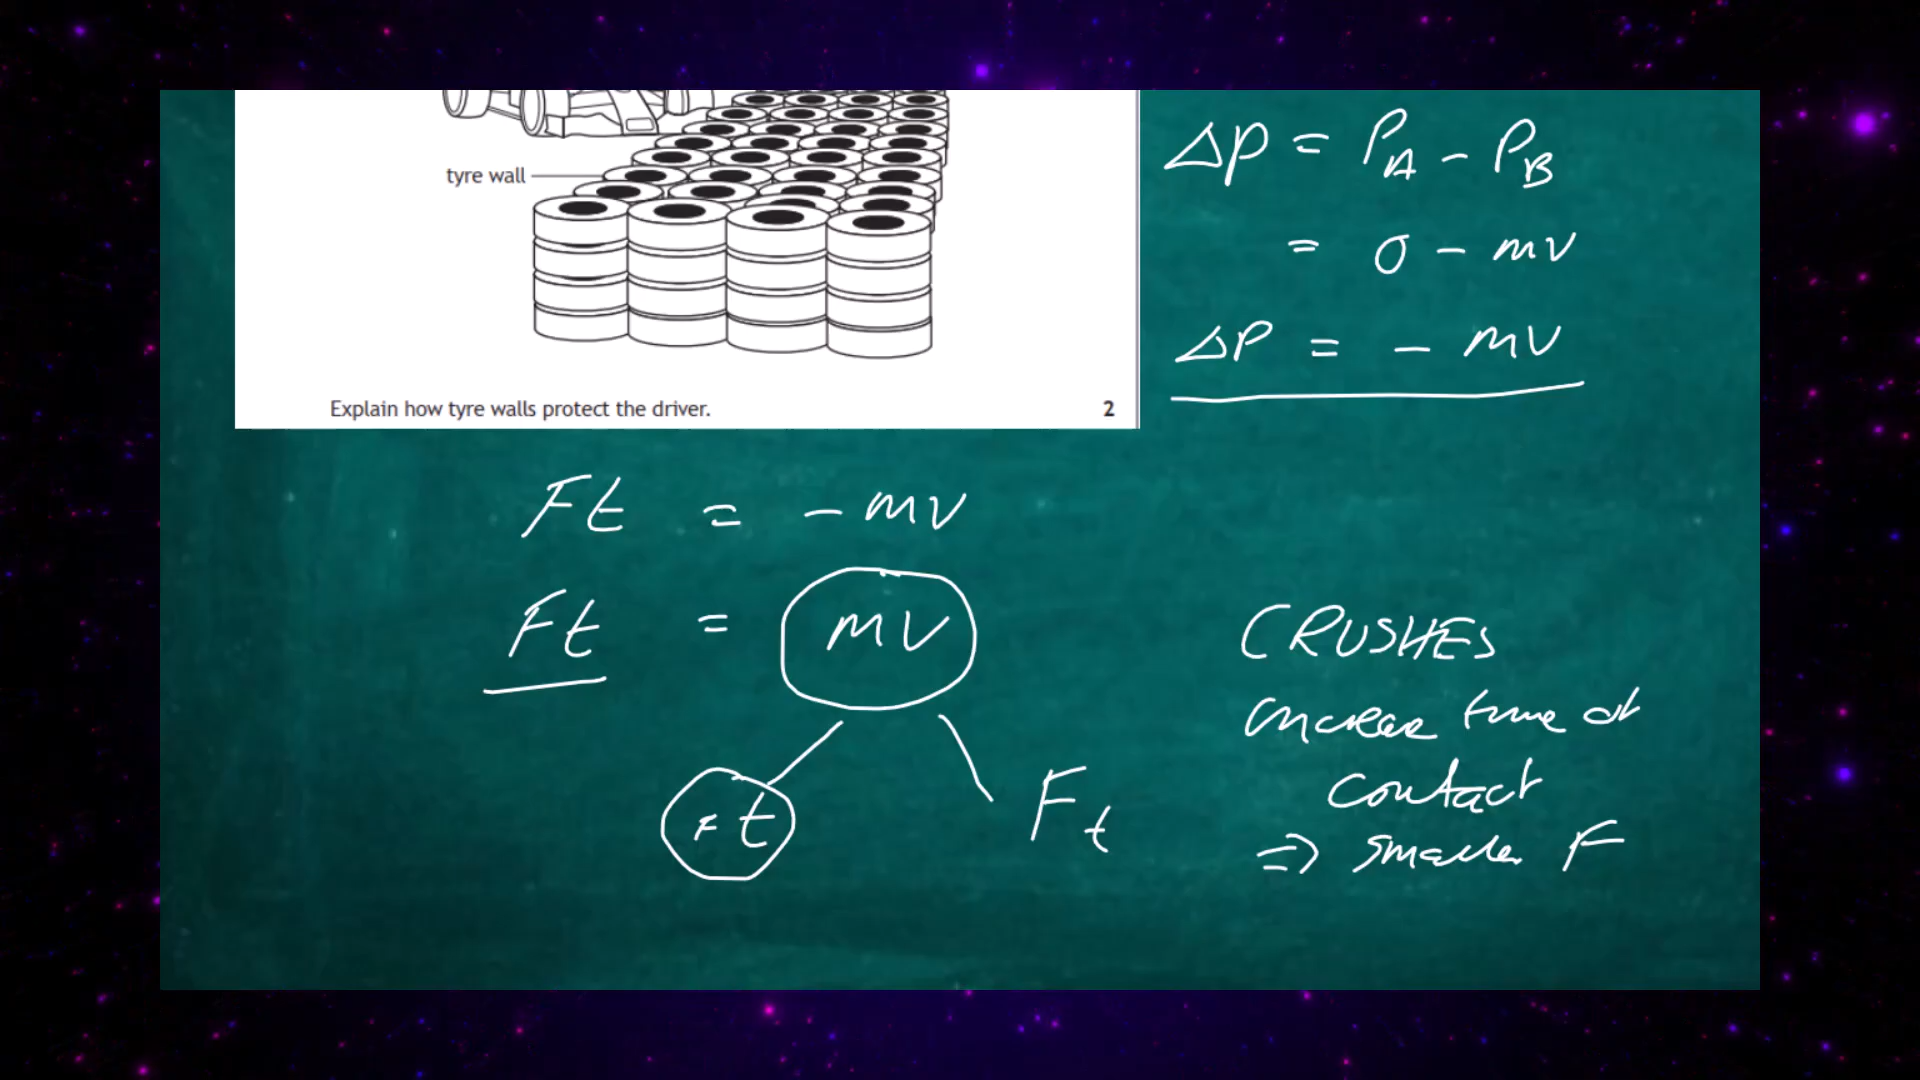 tyre wall
Explain how tyre walls protect the driver. 2
Δp = PA - PB
= 0 - mv
ΔP = - mv
Ft = - mv
Ft = mv
Ft Ft
CRUSHES
increase time of
contact
⇒ smaller F